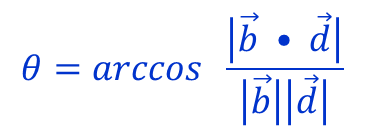 θ = arccos |b⃗ • d⃗| / |b⃗||d⃗|